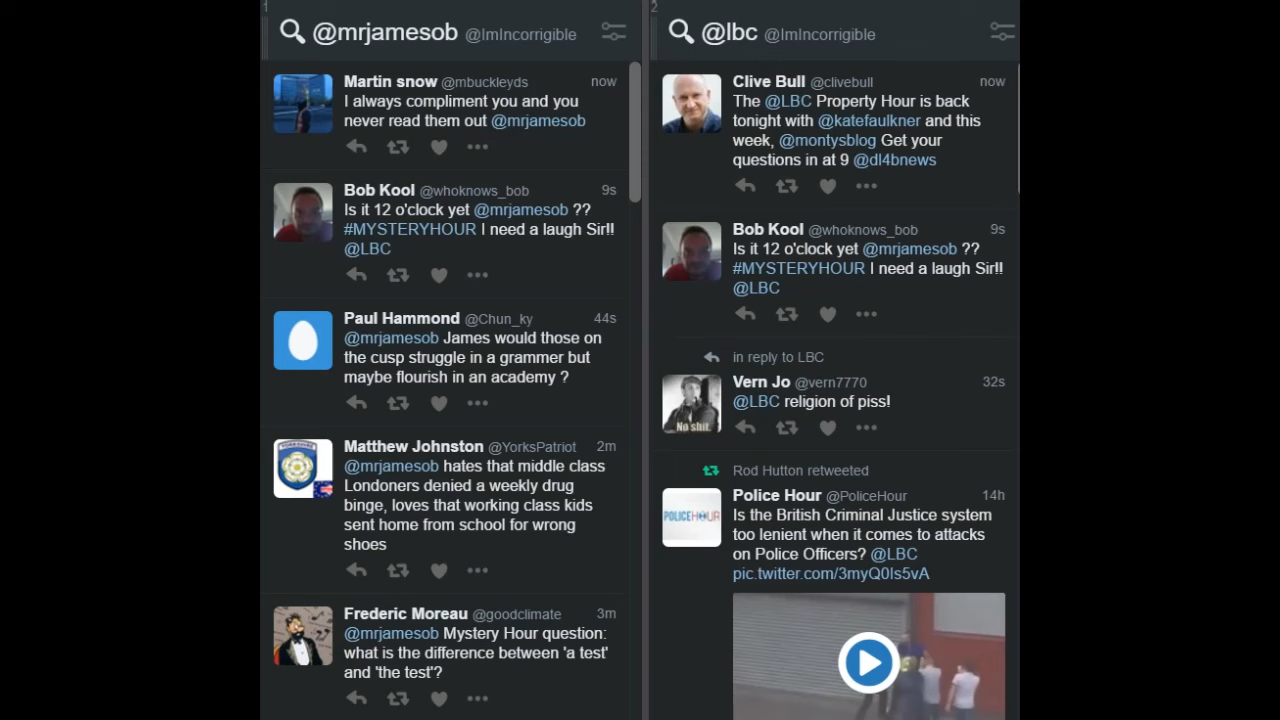 1
@mrjamesob @ImIncorrigible
Martin snow @mbuckleyds now
I always compliment you and you
never read them out @mrjamesob
Bob Kool @whoknows_bob 9s
Is it 12 o'clock yet @mrjamesob ??
#MYSTERYHOUR I need a laugh Sir!!
@LBC
Paul Hammond @Chun_ky 44s
@mrjamesob James would those on
the cusp struggle in a grammer but
maybe flourish in an academy ?
Matthew Johnston @YorksPatriot 2m
@mrjamesob hates that middle class
Londoners denied a weekly drug
binge, loves that working class kids
sent home from school for wrong
shoes
Frederic Moreau @goodclimate 3m
@mrjamesob Mystery Hour question:
what is the difference between 'a test'
and 'the test'?
2
@lbc @ImIncorrigible
Clive Bull @clivebull now
The @LBC Property Hour is back
tonight with @katefaulkner and this
week, @montysblog Get your
questions in at 9 @dl4bnews
Bob Kool @whoknows_bob 9s
Is it 12 o'clock yet @mrjamesob ??
#MYSTERYHOUR I need a laugh Sir!!
@LBC
in reply to LBC
Vern Jo @vern7770 32s
@LBC religion of piss!
No shit.
Rod Hutton retweeted
Police Hour @PoliceHour 14h
POLICEHOUR
Is the British Criminal Justice system
too lenient when it comes to attacks
on Police Officers? @LBC
pic.twitter.com/3myQ0Is5vA